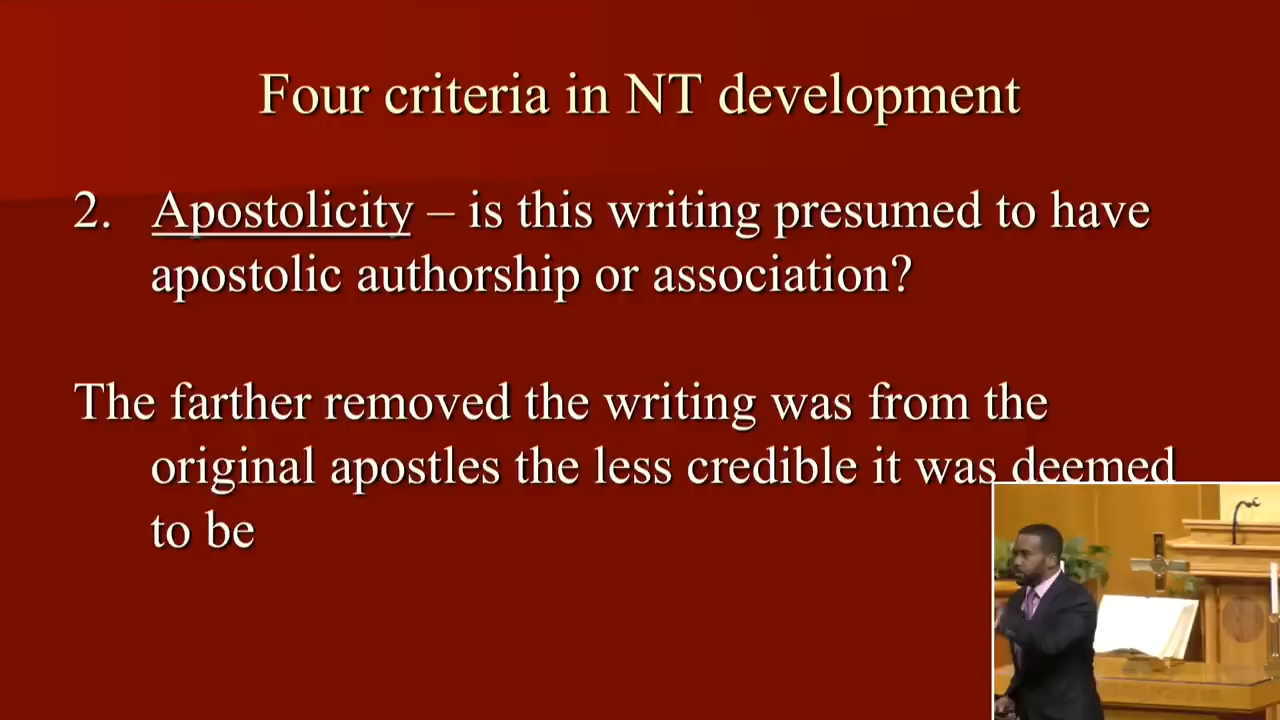 Four criteria in NT development
2. Apostolicity – is this writing presumed to have
apostolic authorship or association?
The farther removed the writing was from the
original apostles the less credible it was deemed
to be